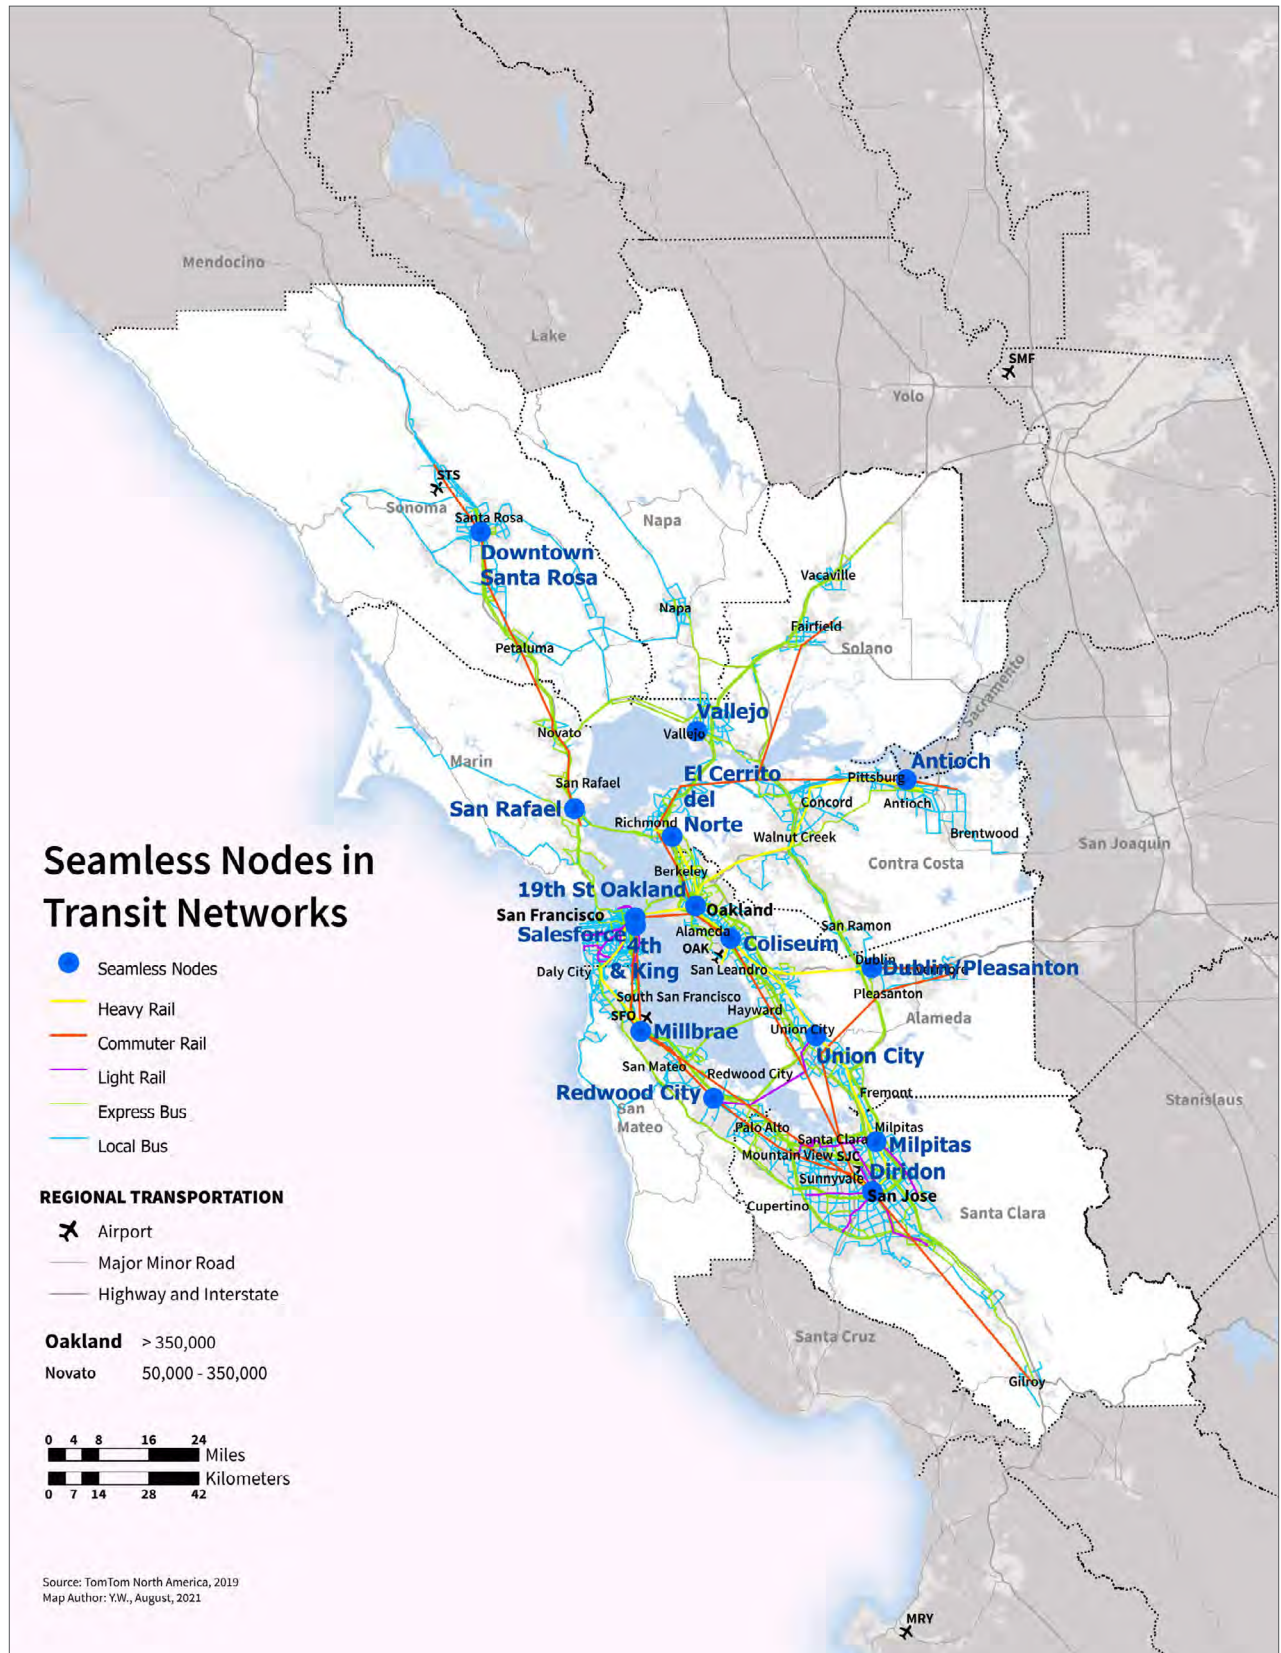 Mendocino
Lake
SMF
Yolo
STS
Sonoma
Santa Rosa
Napa
Downtown
Santa Rosa
Vacaville
Napa
Fairfield
Solano
Petaluma
Sacramento
Vallejo
Novato
Vallejo
Marin
El Cerrito
del
Norte
Antioch
Pittsburg
San Rafael
San Rafael
Concord
Antioch
Richmond
Walnut Creek
Brentwood
San Joaquin
Contra Costa
Berkeley
19th St Oakland
Oakland
San Francisco
Salesforce
4th
& King
Alameda
OAK
Coliseum
San Ramon
Dublin
Dublin/Pleasanton
Daly City
San Leandro
Pleasanton
South San Francisco
Hayward
SFO
Alameda
Millbrae
Union City
Union City
San Mateo
Redwood City
Redwood City
Fremont
San
Mateo
Stanislaus
Palo Alto
Santa Clara
Milpitas
Milpitas
Mountain View
SJC
Diridon
Sunnyvale
San Jose
Cupertino
Santa Clara
Santa Cruz
Gilroy
MRY
Seamless Nodes in
Transit Networks
Seamless Nodes
Heavy Rail
Commuter Rail
Light Rail
Express Bus
Local Bus
REGIONAL TRANSPORTATION
Airport
Major Minor Road
Highway and Interstate
Oakland > 350,000
Novato 50,000 - 350,000
0 4 8 16 24
Miles
Kilometers
0 7 14 28 42
Source: TomTom North America, 2019
Map Author: Y.W., August, 2021